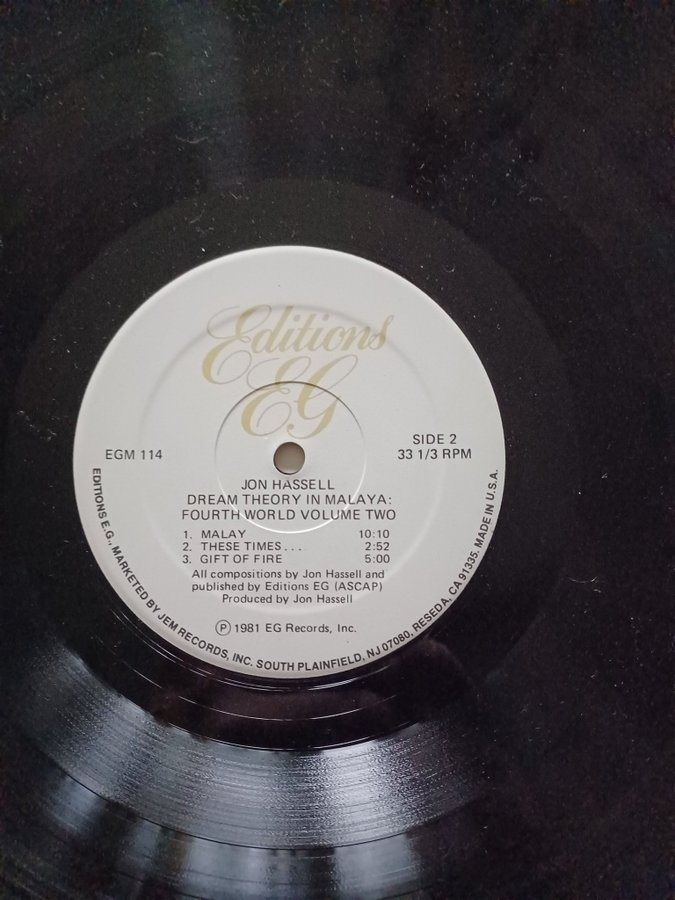 Editions
EG
EGM 114
SIDE 2
33 1/3 RPM
JON HASSELL
DREAM THEORY IN MALAYA:
FOURTH WORLD VOLUME TWO
1. MALAY 10:10
2. THESE TIMES... 2:52
3. GIFT OF FIRE 5:00
All compositions by Jon Hassell and
published by Editions EG (ASCAP)
Produced by Jon Hassell
Ⓟ 1981 EG Records, Inc.
EDITIONS E.G., MARKETED BY JEM RECORDS, INC. SOUTH PLAINFIELD, NJ 07080. RESEDA, CA 91335. MADE IN U.S.A.